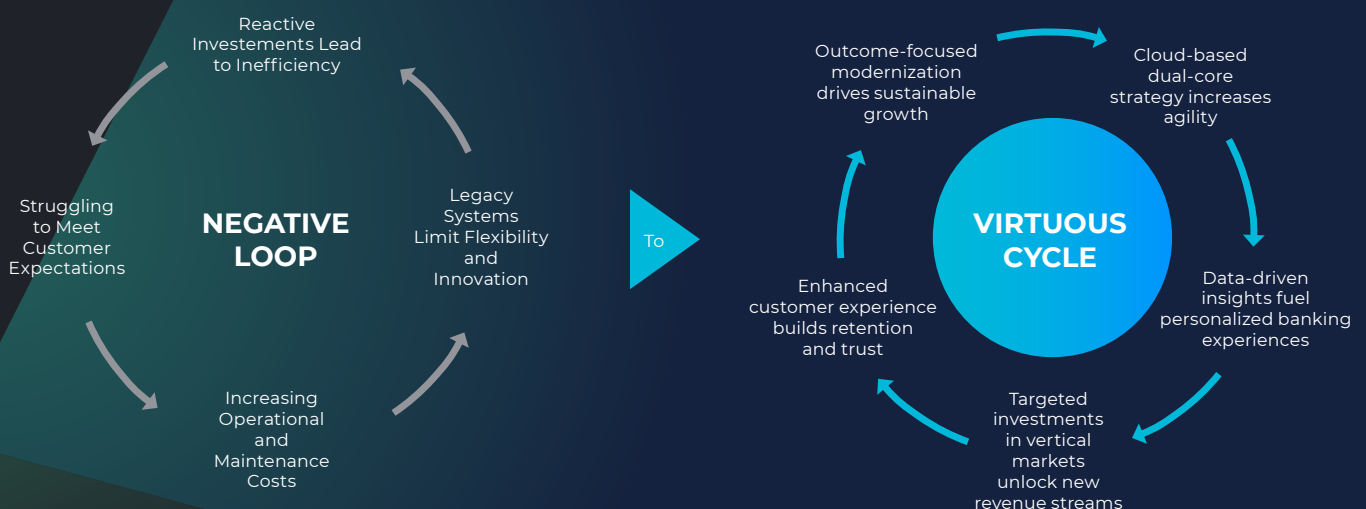 Reactive
Investements Lead
to Inefficiency
Struggling
to Meet
Customer
Expectations
NEGATIVE
LOOP
Legacy
Systems
Limit Flexibility
and
Innovation
Increasing
Operational
and
Maintenance
Costs
To
Outcome-focused
modernization
drives sustainable
growth
Cloud-based
dual-core
strategy increases
agility
VIRTUOUS
CYCLE
Enhanced
customer experience
builds retention
and trust
Data-driven
insights fuel
personalized banking
experiences
Targeted
investments
in vertical
markets
unlock new
revenue streams